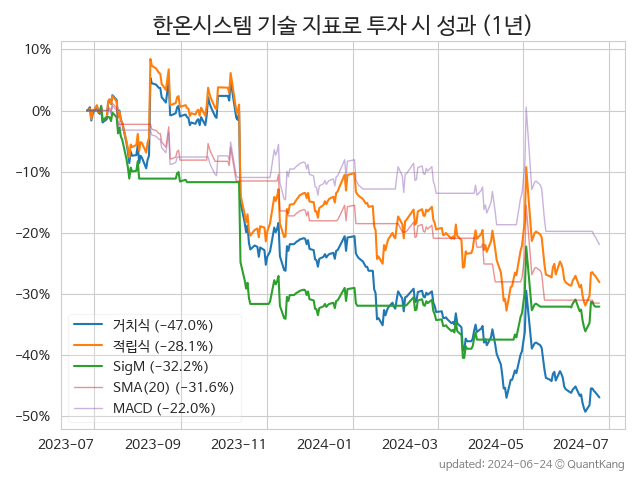 한온시스템 기술 지표로 투자 시 성과 (1년)
10%
0%
−10%
−20%
−30%
−40%
−50%
거치식 (−47.0%)
적립식 (−28.1%)
SigM (−32.2%)
SMA(20) (−31.6%)
MACD (−22.0%)
2023-07 2023-09 2023-11 2024-01 2024-03 2024-05 2024-07
updated: 2024-06-24 © QuantKang